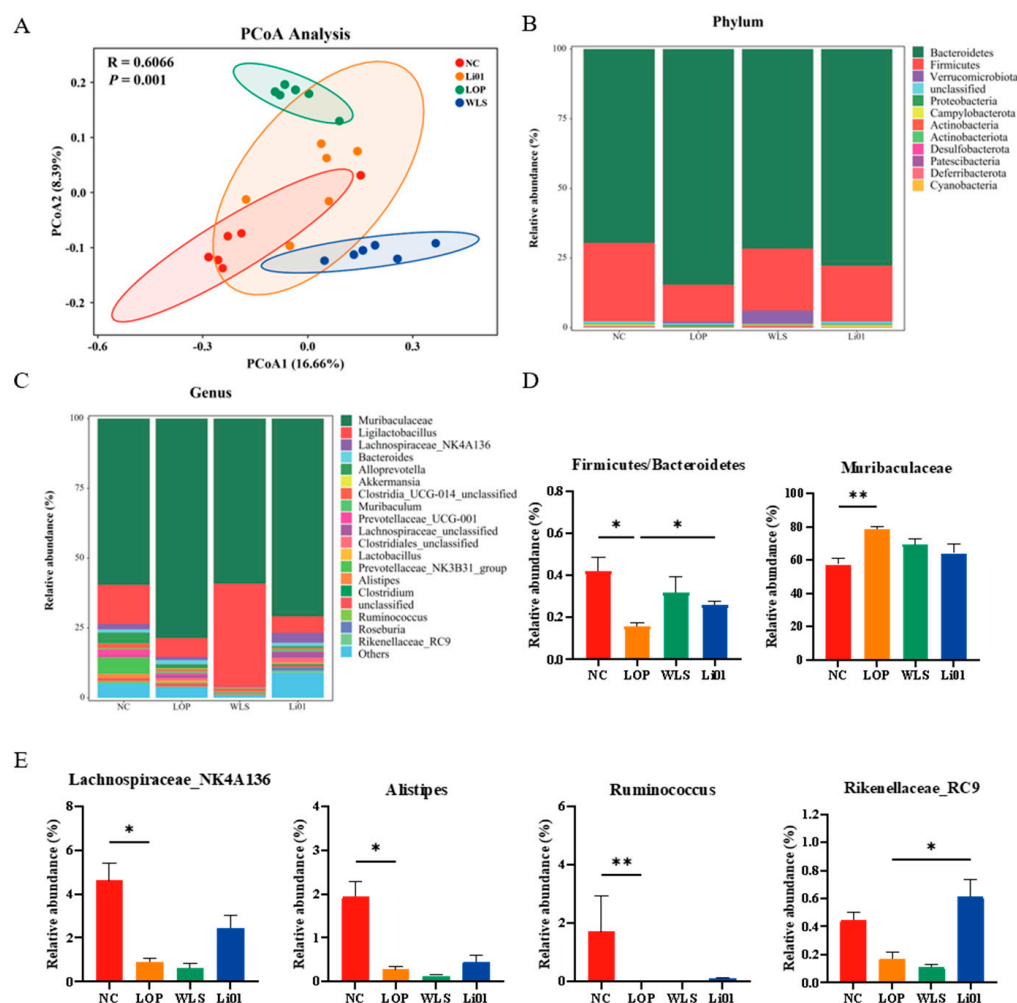 A
PCoA Analysis
R = 0.6066
P = 0.001
NC
Li01
LOP
WLS
PCoA2 (8.39%)
0.2
0.1
0.0
-0.1
-0.2
-0.6
-0.3
0.0
0.3
PCoA1 (16.66%)
B
Phylum
Relative abundance (%)
100
75
50
25
0
NC
LOP
WLS
Li01
Bacteroidetes
Firmicutes
Verrucomicrobiota
unclassified
Proteobacteria
Campylobacterota
Actinobacteria
Actinobacteriota
Desulfobacterota
Patescibacteria
Deferribacterota
Cyanobacteria
C
Genus
Relative abundance (%)
100
75
50
25
0
NC
LOP
WLS
Li01
Muribaculaceae
Ligilactobacillus
Lachnospiraceae_NK4A136
Bacteroides
Alloprevotella
Akkermansia
Clostridia_UCG-014_unclassified
Muribaculum
Prevotellaceae_UCG-001
Lachnospiraceae_unclassified
Clostridiales_unclassified
Lactobacillus
Prevotellaceae_NK3B31_group
Alistipes
Clostridium
unclassified
Ruminococcus
Roseburia
Rikenellaceae_RC9
Others
D
Firmicutes/Bacteroidetes
Relative abundance (%)
0.8
0.6
0.4
0.2
0.0
*
*
NC
LOP
WLS
Li01
Muribaculaceae
Relative abundance (%)
100
80
60
40
20
0
**
NC
LOP
WLS
Li01
E
Lachnospiraceae_NK4A136
Relative abundance (%)
8
6
4
2
0
*
NC
LOP
WLS
Li01
Alistipes
Relative abundance (%)
4
3
2
1
0
*
NC
LOP
WLS
Li01
Ruminococcus
Relative abundance (%)
6
4
2
0
**
NC
LOP
WLS
Li01
Rikenellaceae_RC9
Relative abundance (%)
1.2
0.9
0.6
0.4
0.2
0.0
*
NC
LOP
WLS
Li01